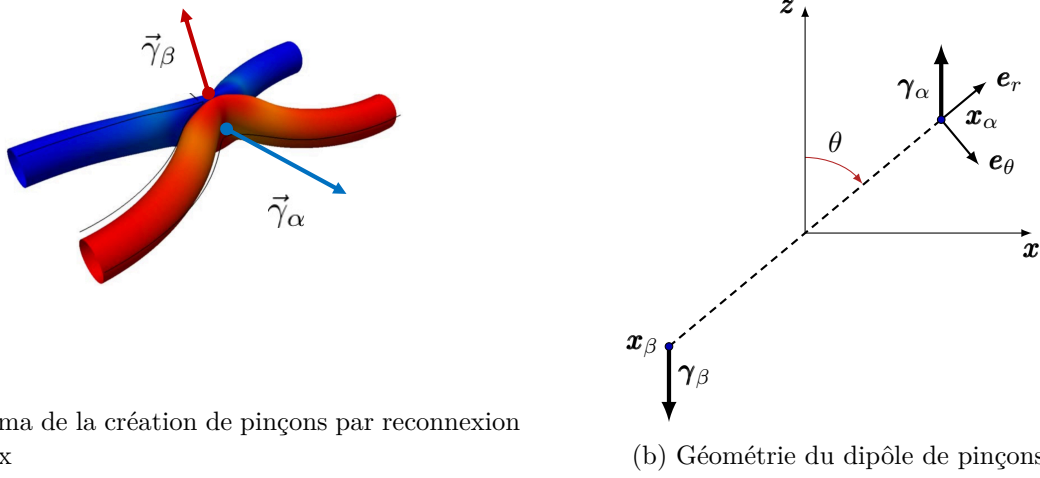 γ⃗β
γ⃗α
z
γα
er
xα
θ
eθ
x
xβ
γβ
ma de la création de pinçons par reconnexion
x
(b) Géométrie du dipôle de pinçons